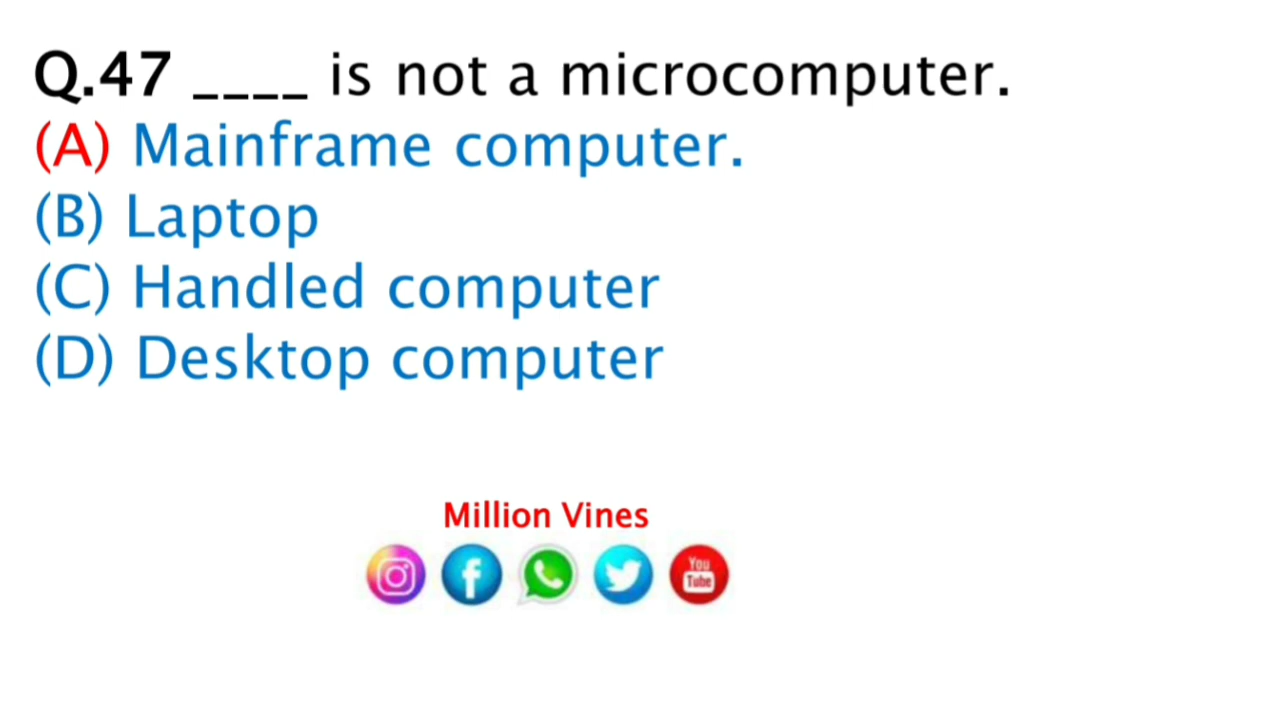 Q.47 ____ is not a microcomputer.
(A) Mainframe computer.
(B) Laptop
(C) Handled computer
(D) Desktop computer
Million Vines
You
Tube